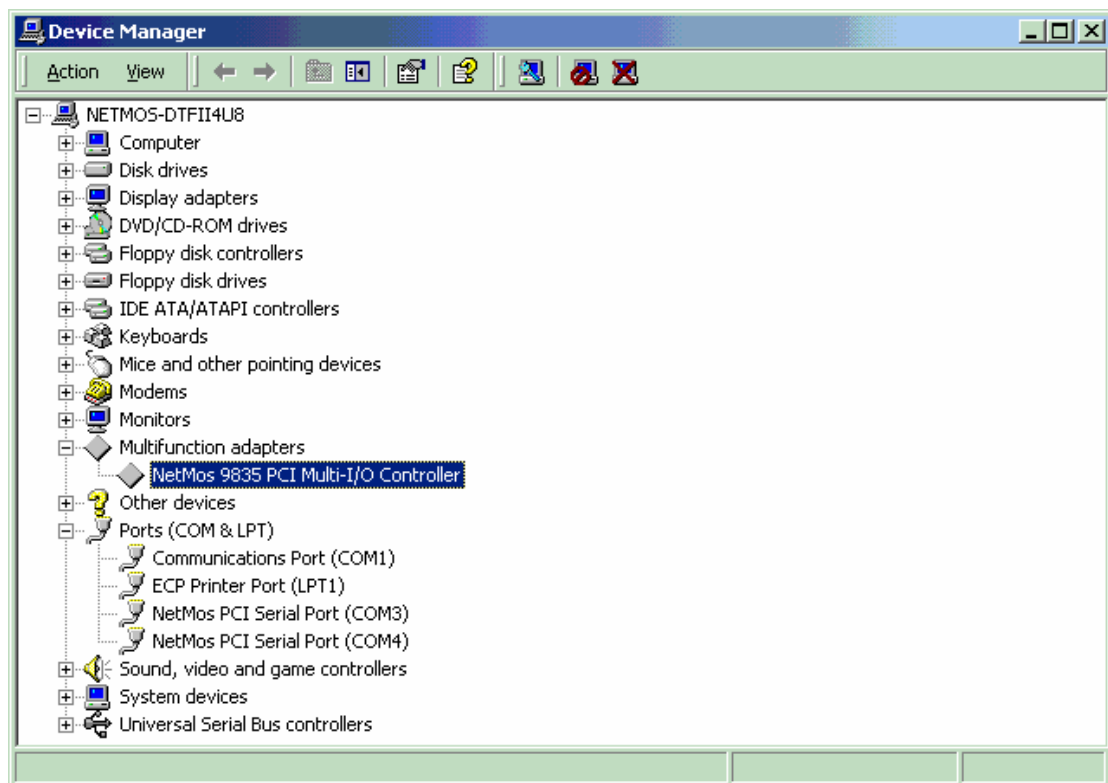 Device Manager
Action View
NETMOS-DTFII4U8
Computer
Disk drives
Display adapters
DVD/CD-ROM drives
Floppy disk controllers
Floppy disk drives
IDE ATA/ATAPI controllers
Keyboards
Mice and other pointing devices
Modems
Monitors
Multifunction adapters
NetMos 9835 PCI Multi-I/O Controller
Other devices
Ports (COM & LPT)
Communications Port (COM1)
ECP Printer Port (LPT1)
NetMos PCI Serial Port (COM3)
NetMos PCI Serial Port (COM4)
Sound, video and game controllers
System devices
Universal Serial Bus controllers